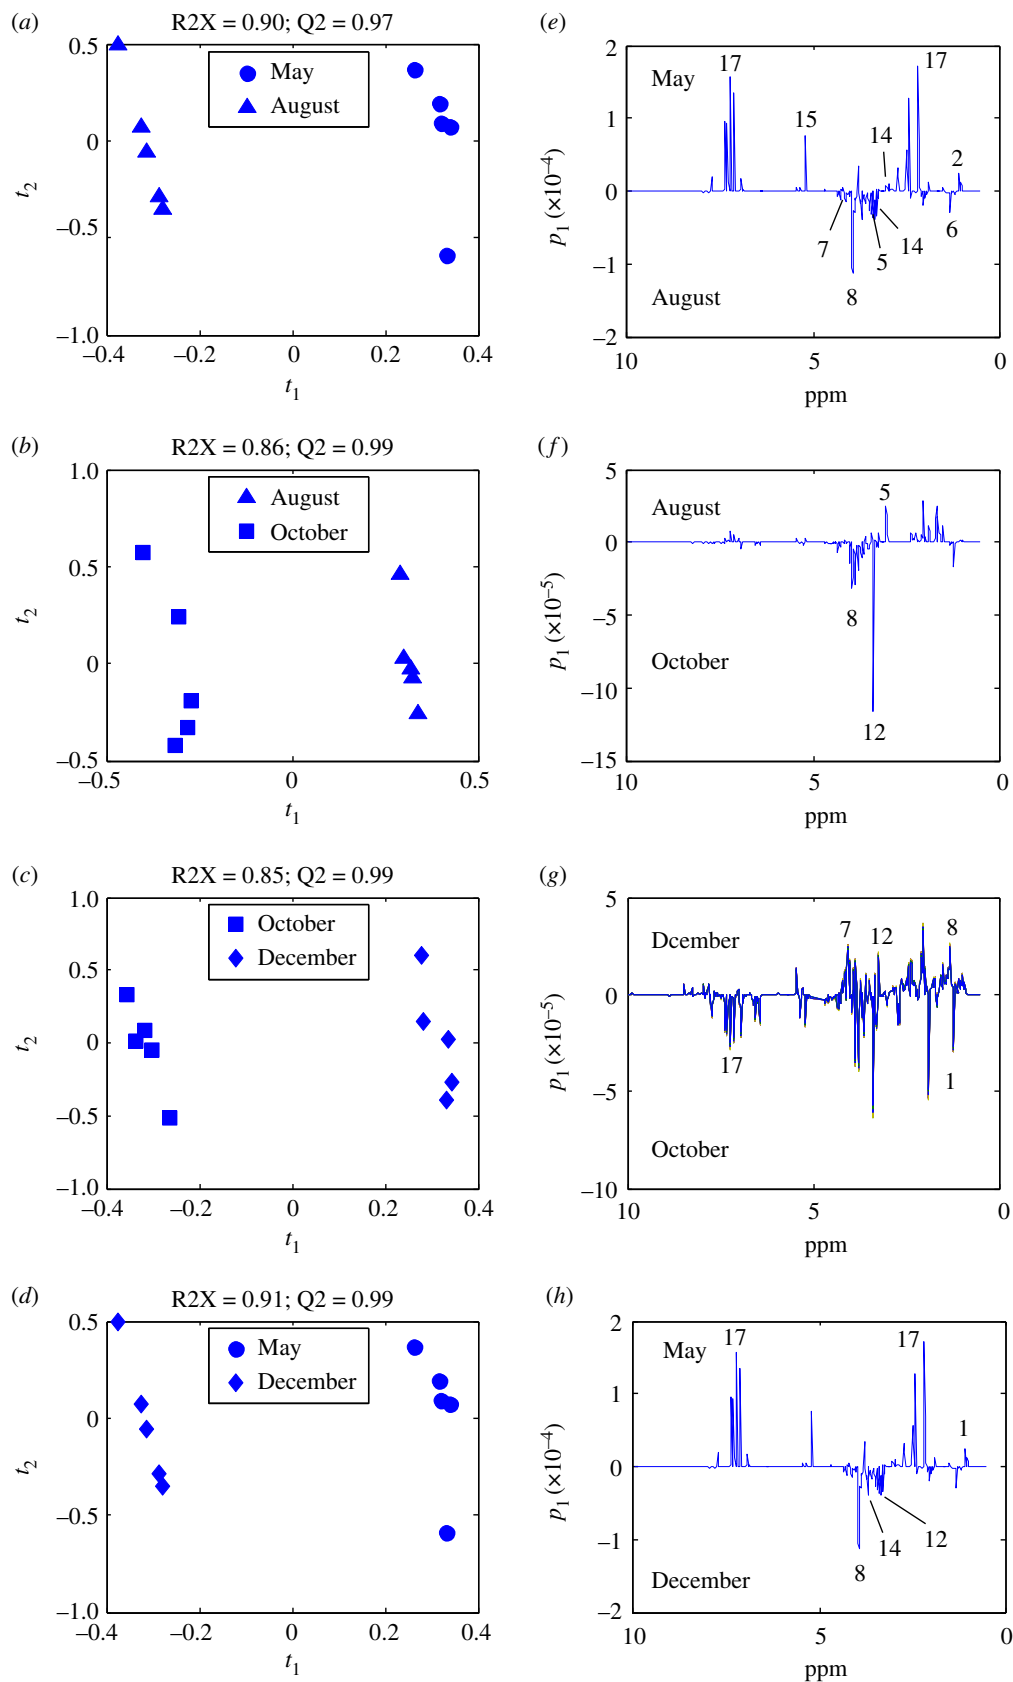 (a)
R2X = 0.90; Q2 = 0.97
May
August
0.5
0
–0.5
–1.0
t2
–0.4
–0.2
0
0.2
0.4
t1
(e)
May
August
2
1
0
–1
–2
p1 (×10–4)
17
15
14
17
2
7
8
5
14
6
10
5
0
ppm
(b)
R2X = 0.86; Q2 = 0.99
August
October
1.0
0.5
0
–0.5
t2
–0.5
0
0.5
t1
(f)
August
October
5
0
–5
–10
–15
p1 (×10–5)
5
8
12
10
5
0
ppm
(c)
R2X = 0.85; Q2 = 0.99
October
December
1.0
0.5
0
–0.5
–1.0
t2
–0.4
–0.2
0
0.2
0.4
t1
(g)
Dcember
October
5
0
–5
–10
p1 (×10–5)
7
12
8
17
1
10
5
0
ppm
(d)
R2X = 0.91; Q2 = 0.99
May
December
0.5
0
–0.5
–1.0
t2
–0.4
–0.2
0
0.2
0.4
t1
(h)
May
December
2
1
0
–1
–2
p1 (×10–4)
17
17
1
8
14
12
10
5
0
ppm